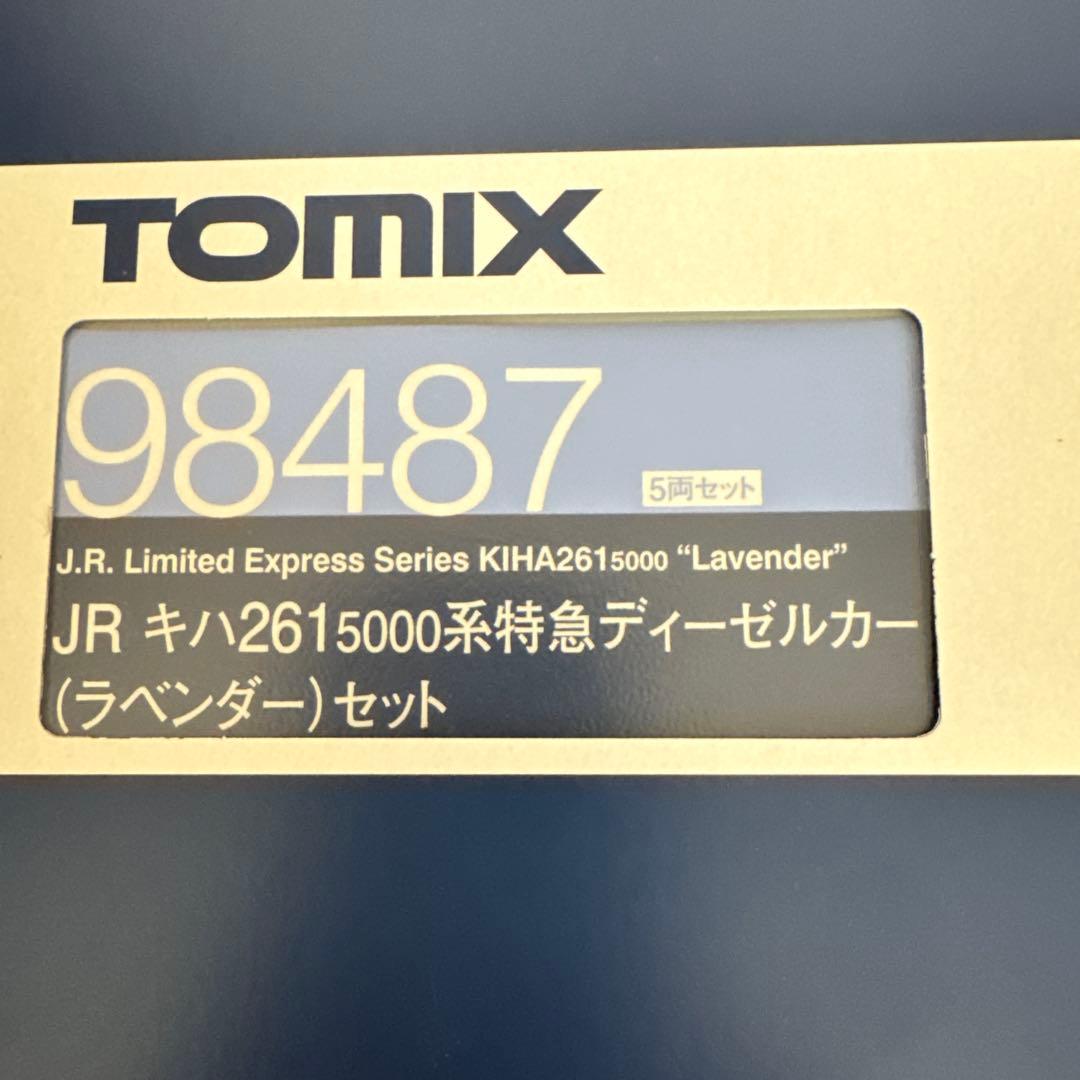 TOMIX
98487 5両セット
J.R. Limited Express Series KIHA2615000 “Lavender”
JR キハ2615000系特急ディーゼルカー
(ラベンダー)セット